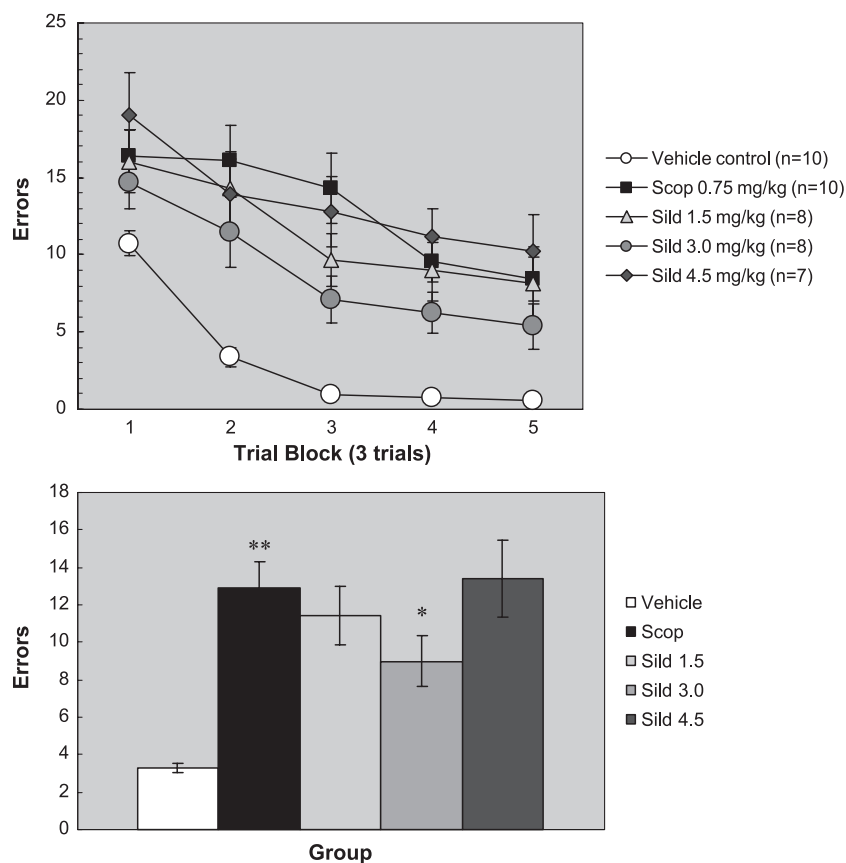 25
20
15
10
5
0
Errors
1 2 3 4 5
Trial Block (3 trials)
Vehicle control (n=10)
Scop 0.75 mg/kg (n=10)
Sild 1.5 mg/kg (n=8)
Sild 3.0 mg/kg (n=8)
Sild 4.5 mg/kg (n=7)
18
16
14
12
10
8
6
4
2
0
Errors
**
*
Group
Vehicle
Scop
Sild 1.5
Sild 3.0
Sild 4.5